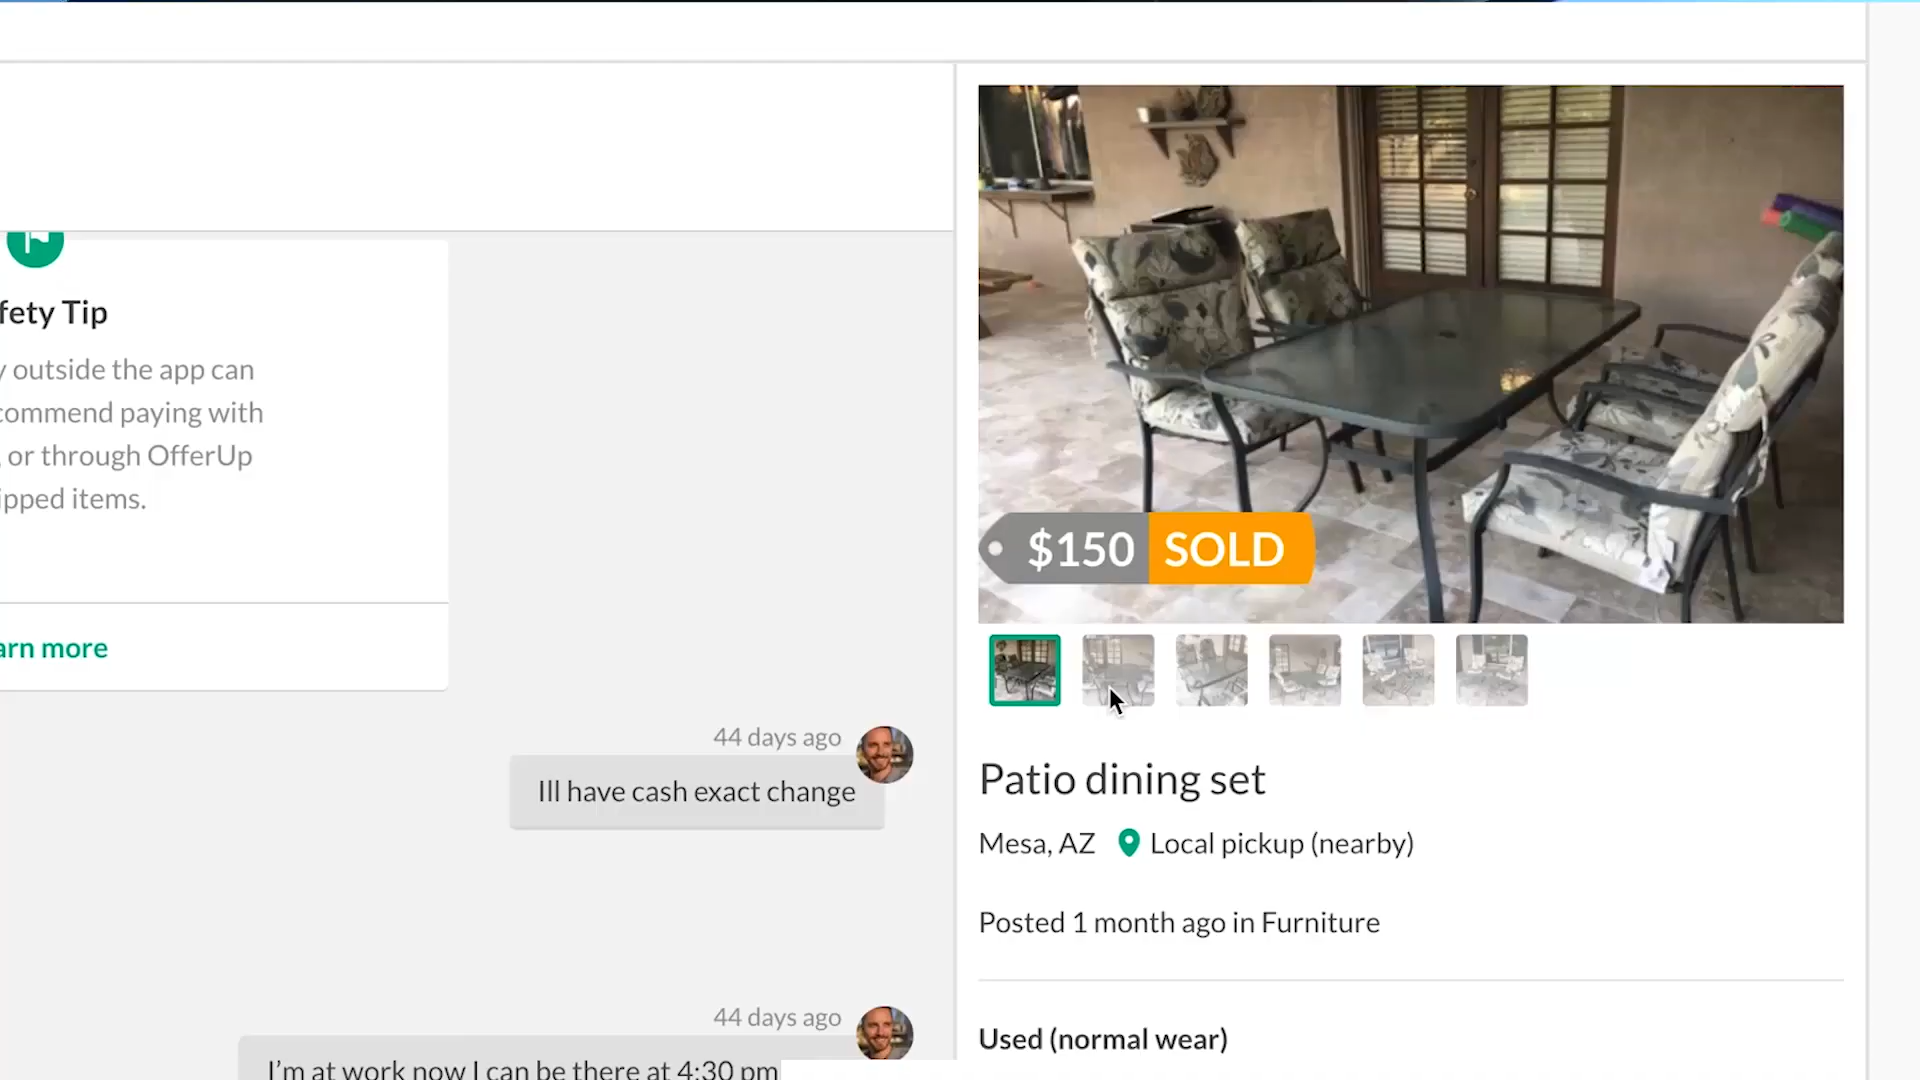 fety Tip
y outside the app can
commend paying with
, or through OfferUp
ipped items.
arn more
44 days ago
Ill have cash exact change
44 days ago
I’m at work now I can be there at 4:30 pm
$150 SOLD
Patio dining set
Mesa, AZ Local pickup (nearby)
Posted 1 month ago in Furniture
Used (normal wear)